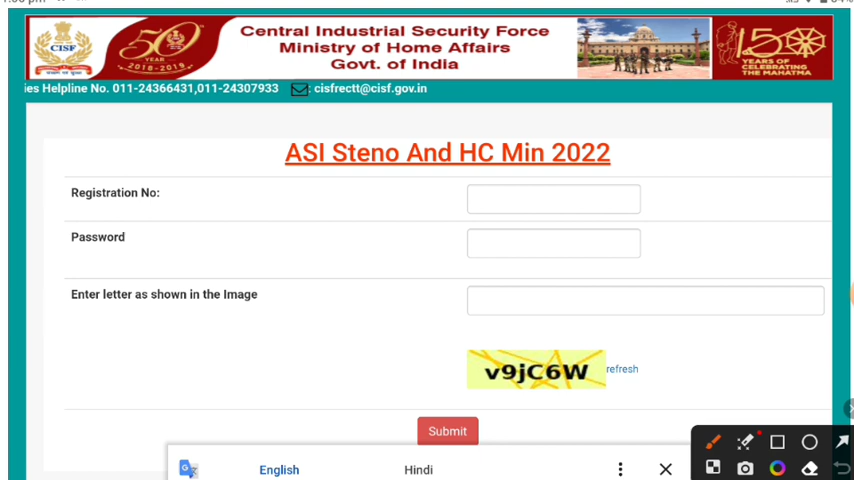 Central Industrial Security Force
Ministry of Home Affairs
Govt. of India
CISF
50
YEAR
2018-2019
150
YEARS OF
CELEBRATING
THE MAHATMA
ies Helpline No. 011-24366431,011-24307933 : cisfrectt@cisf.gov.in
ASI Steno And HC Min 2022
Registration No:
Password
Enter letter as shown in the Image
v9jC6W refresh
Submit
English Hindi